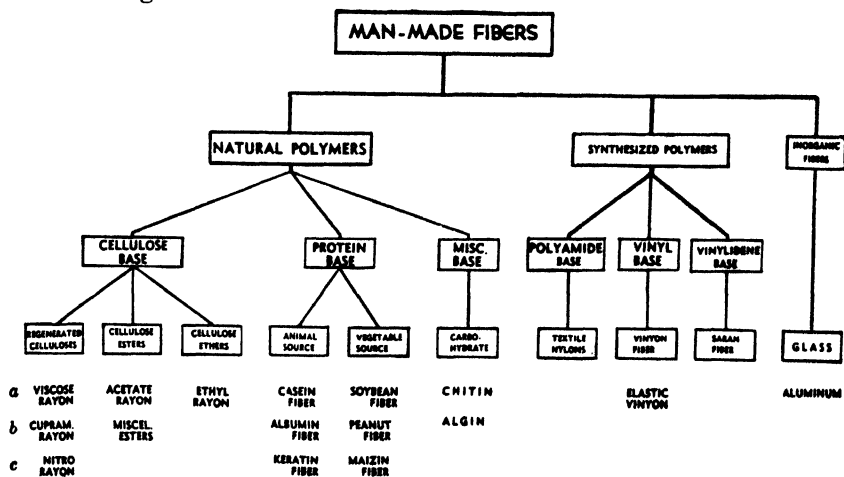 MAN-MADE FIBERS
NATURAL POLYMERS
SYNTHESIZED POLYMERS
INORGANIC
FIBERS
CELLULOSE
BASE
PROTEIN
BASE
MISC.
BASE
POLYAMIDE
BASE
VINYL
BASE
VINYLIDENE
BASE
REGENERATED
CELLULOSES
CELLULOSE
ESTERS
CELLULOSE
ETHERS
ANIMAL
SOURCE
VEGETABLE
SOURCE
CARBO-
HYDRATE
TEXTILE
NYLONS
VINYON
FIBER
SARAN
FIBER
GLASS
a VISCOSE
RAYON
ACETATE
RAYON
ETHYL
RAYON
CASEIN
FIBER
SOYBEAN
FIBER
CHITIN
ELASTIC
VINYON
ALUMINUM
b CUPRAM.
RAYON
MISCEL.
ESTERS
ALBUMIN
FIBER
PEANUT
FIBER
ALGIN
c NITRO
RAYON
KERATIN
FIBER
MAIZIN
FIBER